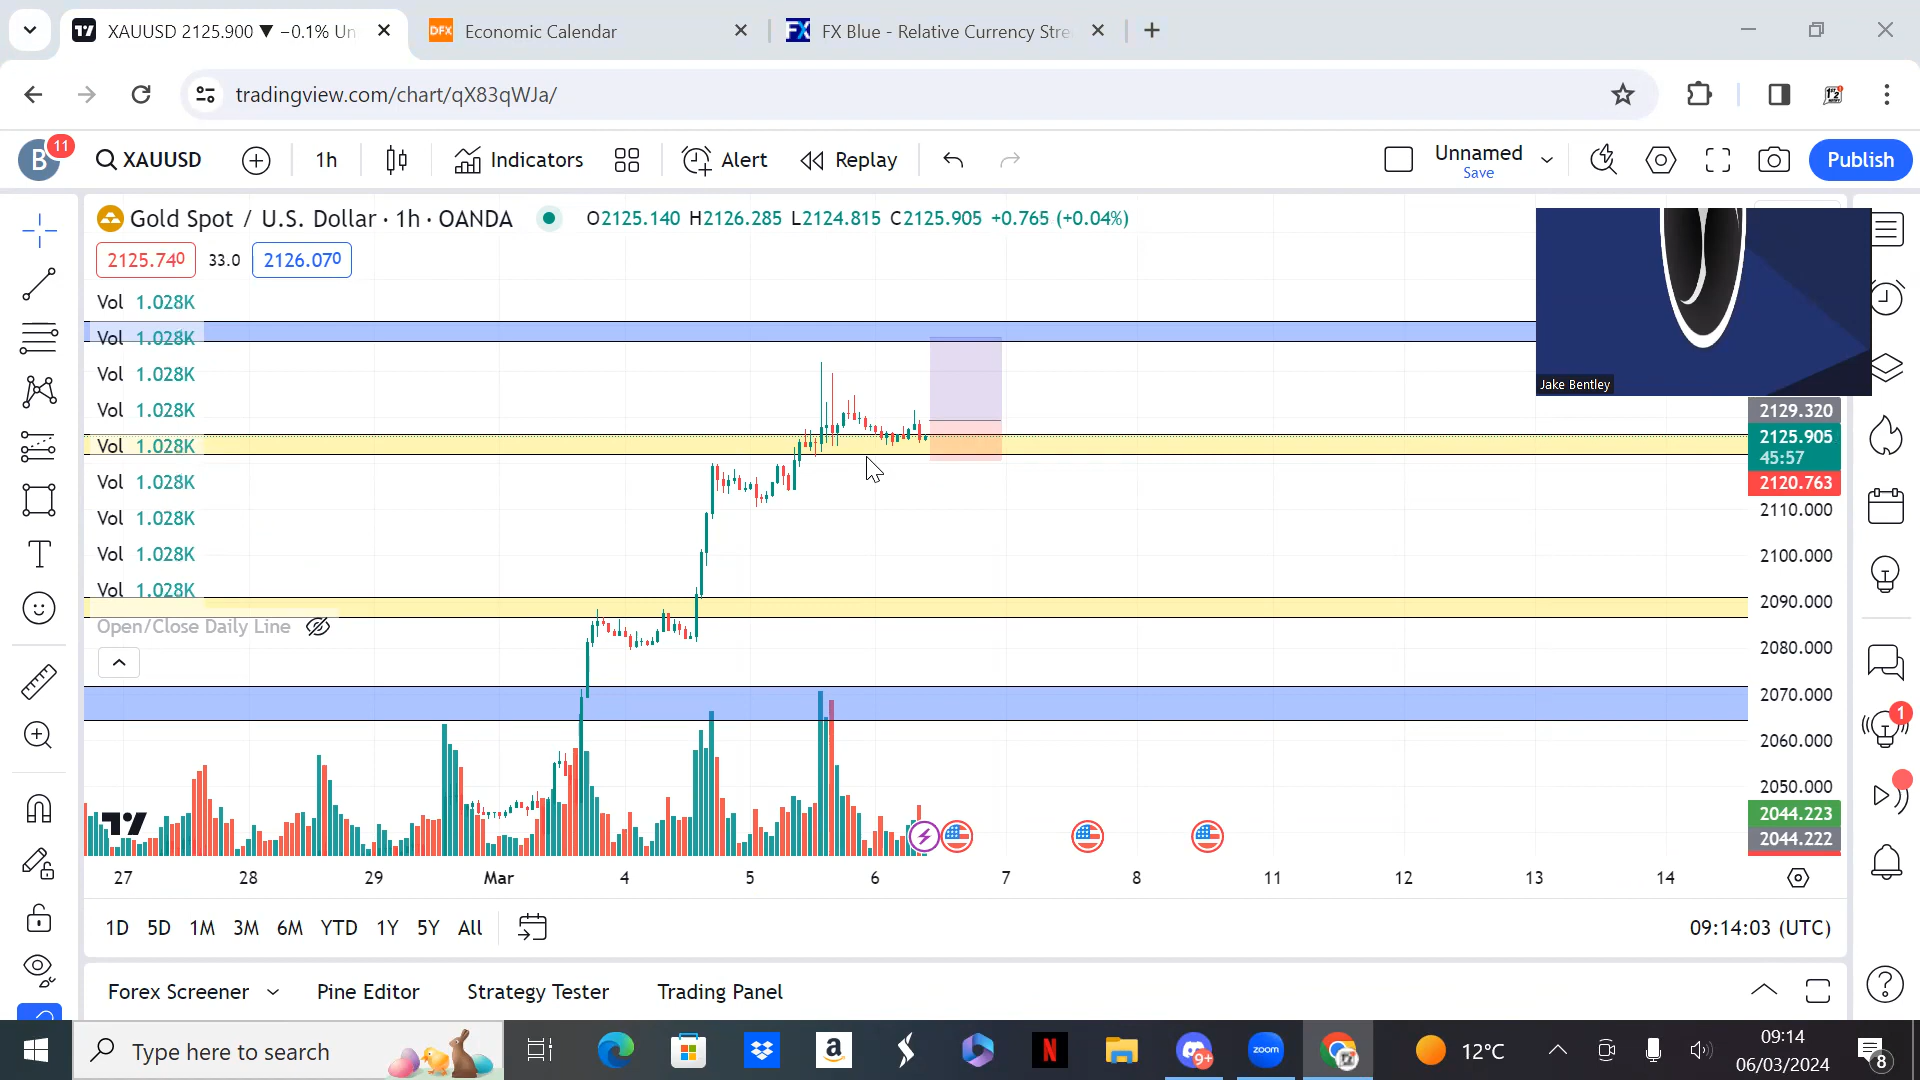 XAUUSD 2125.900 ▼ −0.1% Un
DFX
Economic Calendar
FX
FX Blue - Relative Currency Stre
tradingview.com/chart/qX83qWJa/
B
11
XAUUSD
1h
Indicators
Alert
Replay
Unnamed
Save
Publish
Gold Spot / U.S. Dollar · 1h · OANDA
O2125.140 H2126.285 L2124.815 C2125.905 +0.765 (+0.04%)
2125.740
33.0
2126.070
Vol 1.028K
Vol 1.028K
Vol 1.028K
Vol 1.028K
Vol 1.028K
Vol 1.028K
Vol 1.028K
Vol 1.028K
Vol 1.028K
Open/Close Daily Line
Jake Bentley
2129.320
2125.905
45:57
2120.763
2110.000
2100.000
2090.000
2080.000
2070.000
2060.000
2050.000
2044.223
2044.222
1
27 28 29 Mar 4 5 6 7 8 11 12 13 14
1D 5D 1M 3M 6M YTD 1Y 5Y All
09:14:03 (UTC)
Forex Screener
Pine Editor
Strategy Tester
Trading Panel
Type here to search
a
N
9+
zoom
12°C
09:14
06/03/2024
8